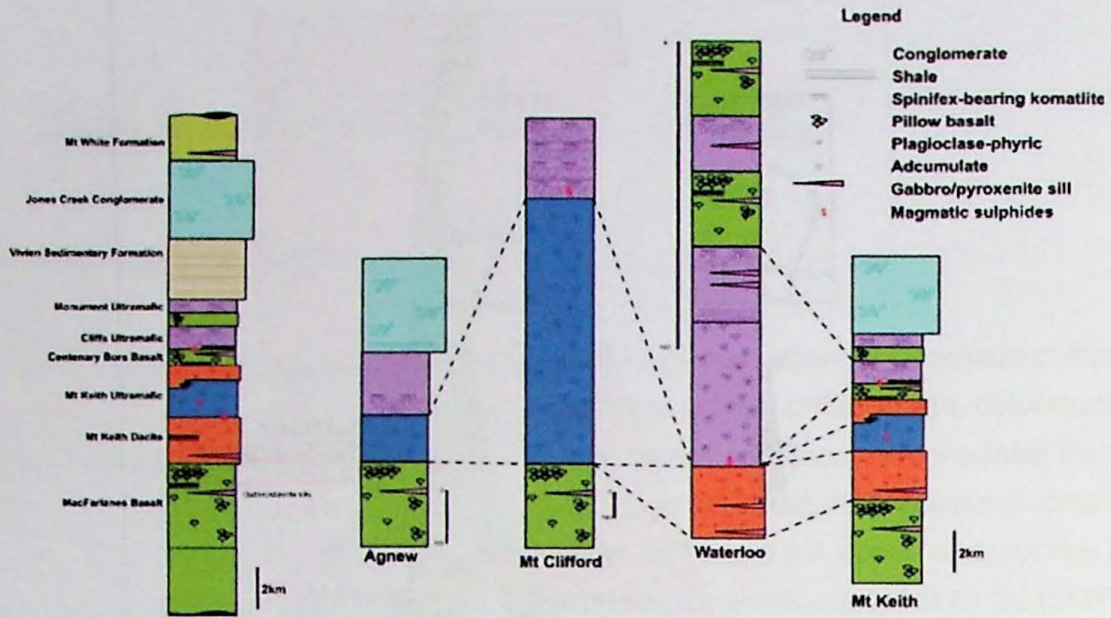 Legend
Conglomerate
Shale
Spinifex-bearing komatiite
Pillow basalt
Plagioclase-phyric
Adcumulate
Gabbro/pyroxenite sill
Magmatic sulphides
Mt White Formation
Jones Creek Conglomerate
Vivien Sedimentary Formation
Monument Ultramafic
Cliffs Ultramafic
Centenary Bore Basalt
Mt Keith Ultramafic
Mt Keith Dacite
MacFarlanes Basalt
2km
Agnew
Mt Clifford
Waterloo
2km
Mt Keith